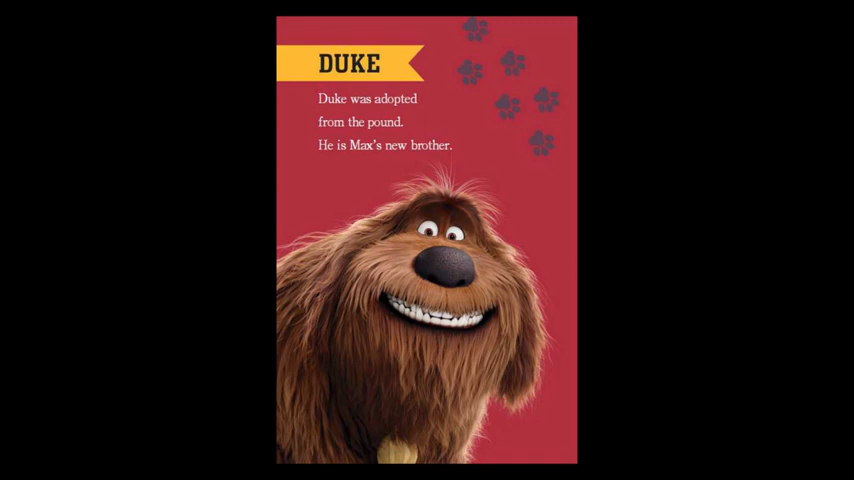 DUKE
Duke was adopted
from the pound.
He is Max's new brother.